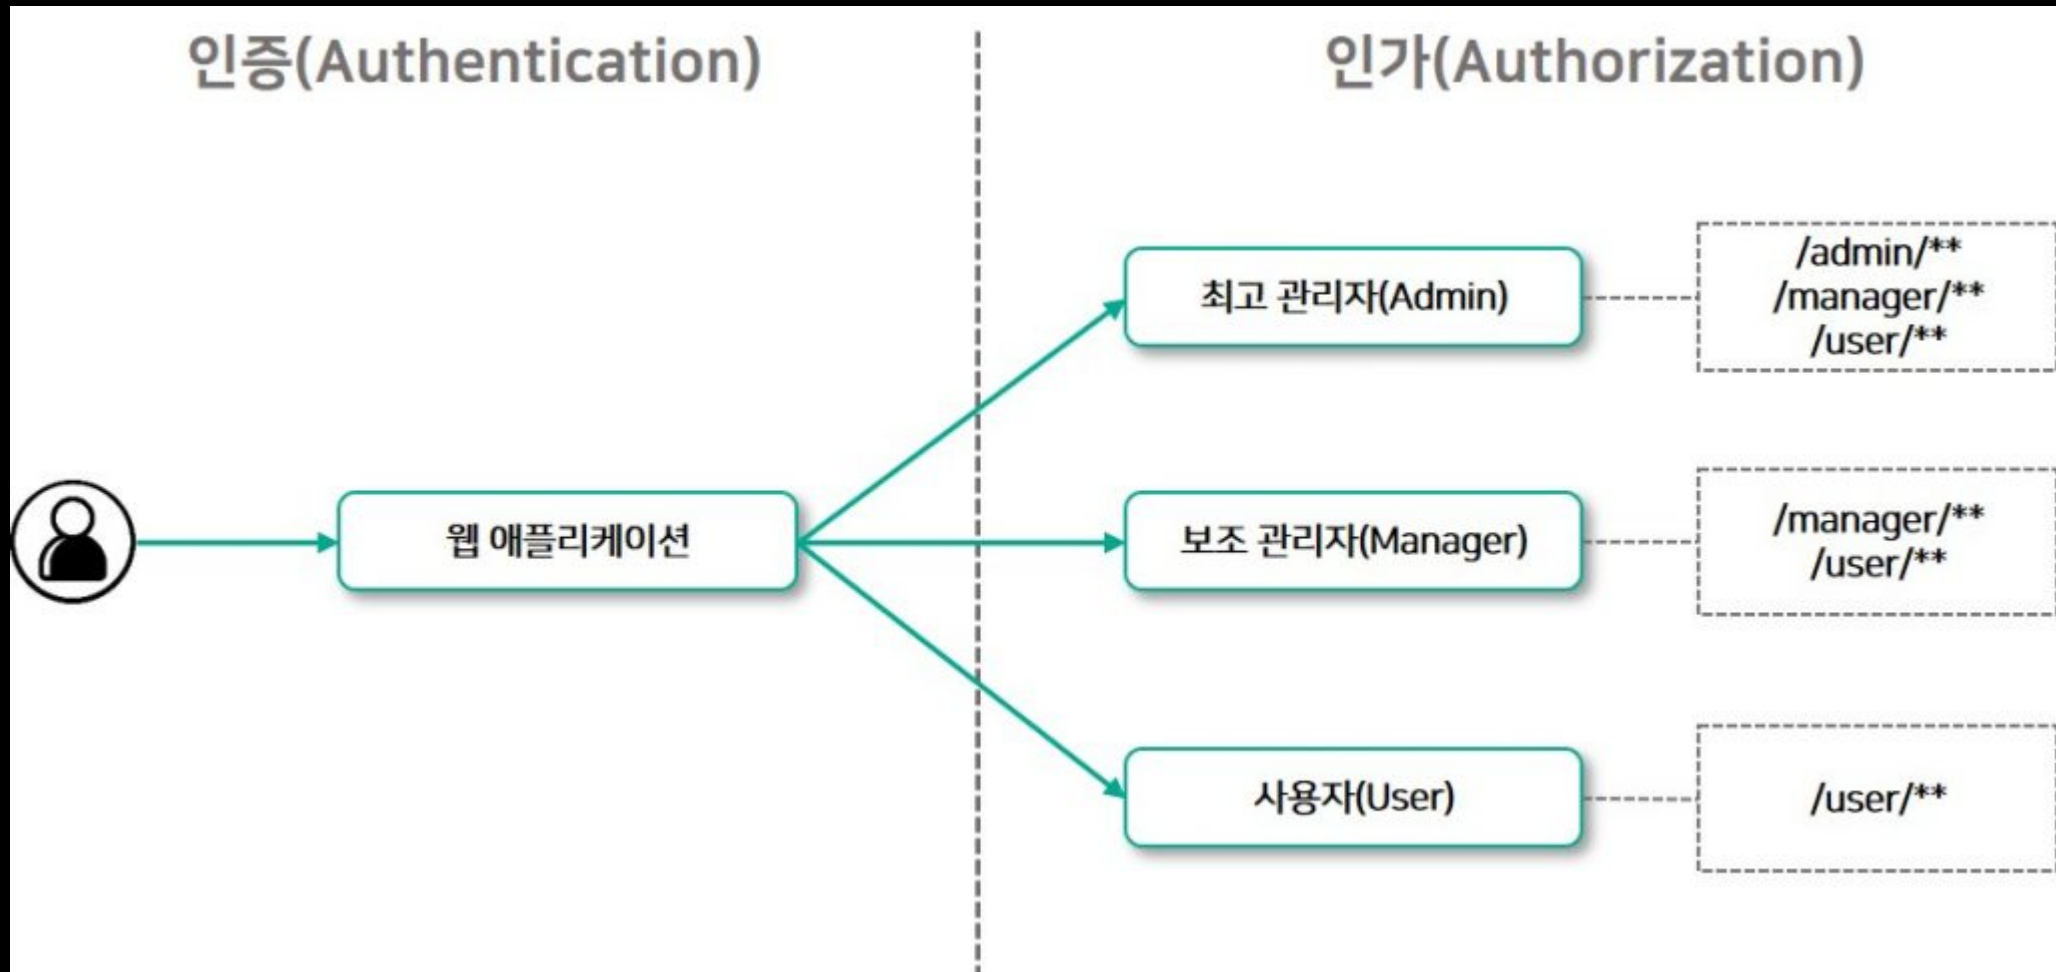 인증(Authentication)
인가(Authorization)
웹 애플리케이션
최고 관리자(Admin)
/admin/**
/manager/**
/user/**
보조 관리자(Manager)
/manager/**
/user/**
사용자(User)
/user/**